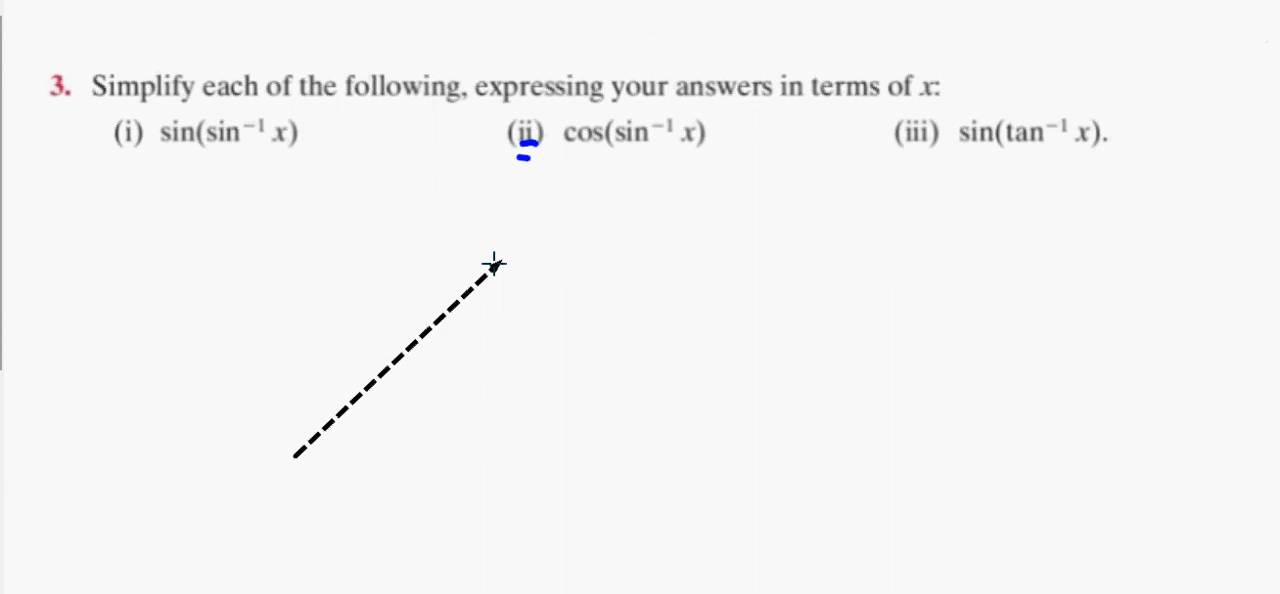 3. Simplify each of the following, expressing your answers in terms of x:
(i) sin(sin⁻¹ x) (ii) cos(sin⁻¹ x) (iii) sin(tan⁻¹ x).